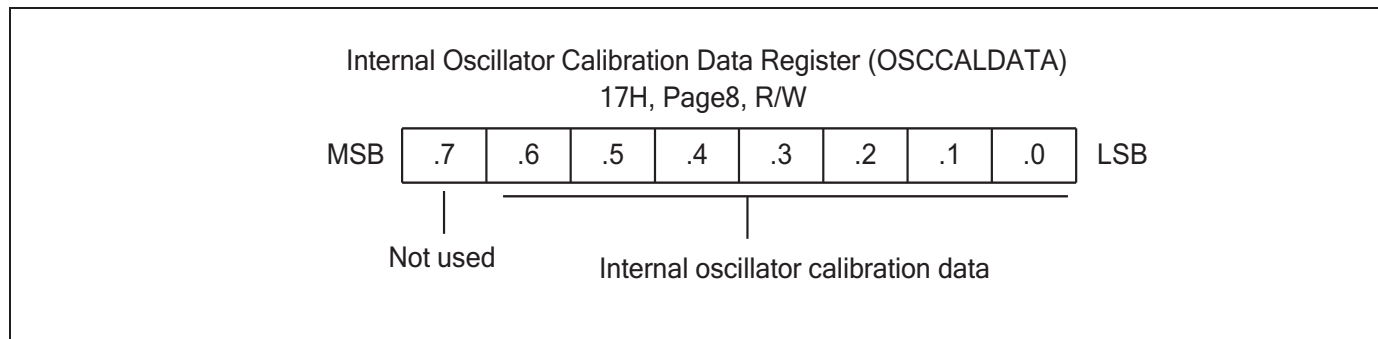 Internal Oscillator Calibration Data Register (OSCCALDATA)
17H, Page8, R/W
MSB .7 .6 .5 .4 .3 .2 .1 .0 LSB
Not used
Internal oscillator calibration data